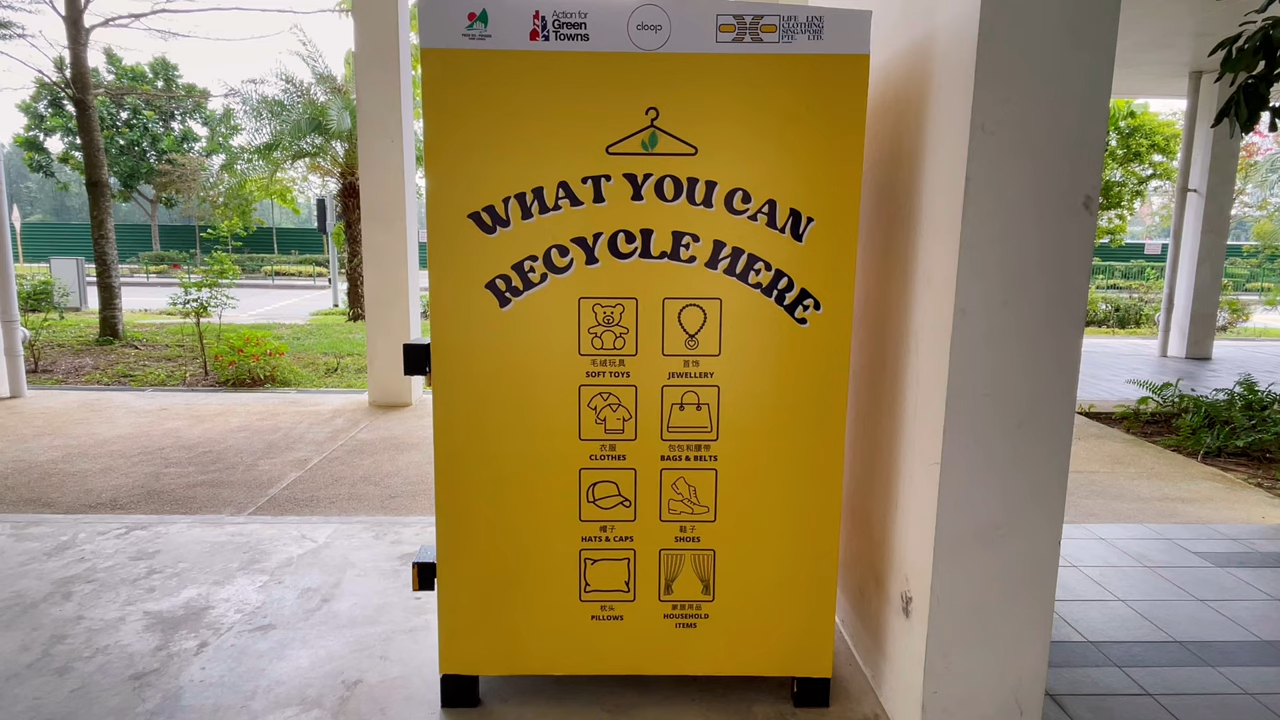 Action for
Green
Towns
cloop
LIFE LINE
CLOTHING
SINGAPORE
PTE. LTD.
WHAT YOU CAN
RECYCLE HERE
毛绒玩具
SOFT TOYS
首饰
JEWELLERY
衣服
CLOTHES
包包和腰带
BAGS & BELTS
帽子
HATS & CAPS
鞋子
SHOES
枕头
PILLOWS
家居用品
HOUSEHOLD
ITEMS